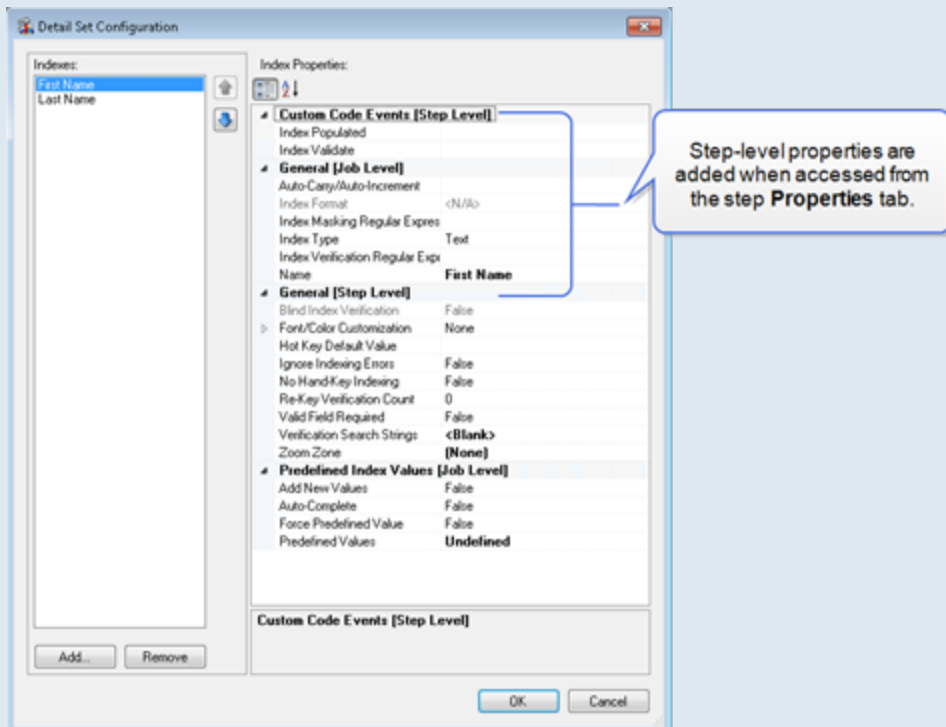 Detail Set Configuration
Indexes:
First Name
Last Name
Add...
Remove
Index Properties:
Custom Code Events [Step Level]
Index Populated
Index Validate
General [Job Level]
Auto-Carry/Auto-Increment
Index Format <N/A>
Index Masking Regular Expres
Index Type Text
Index Verification Regular Expr
Name First Name
General [Step Level]
Blind Index Verification False
Font/Color Customization None
Hot Key Default Value
Ignore Indexing Errors False
No Hand-Key Indexing False
Re-Key Verification Count 0
Valid Field Required False
Verification Search Strings <Blank>
Zoom Zone (None)
Predefined Index Values [Job Level]
Add New Values False
Auto-Complete False
Force Predefined Value False
Predefined Values Undefined
Custom Code Events [Step Level]
OK
Cancel
Step-level properties are
added when accessed from
the step Properties tab.